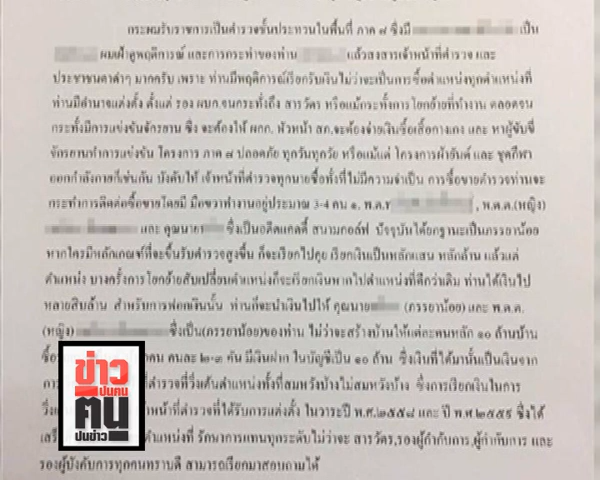 กระผมรับราชการเป็นตำรวจชั้นประทวนในพื้นที่ ภาค ๘ ซึ่งมี เป็น
ผมเฝ้าดูพฤติการณ์ และการกระทำของท่าน แล้วสงสารเจ้าหน้าที่ตำรวจ และ
ประชาชนตาดำๆ มากครับ เพราะ ท่านมีพฤติการณ์เรียกรับเงินไม่ว่าจะเป็นการซื้อตำแหน่งทุกตำแหน่งที่
ท่านมีอำนาจแต่งตั้ง ตั้งแต่ รอง ผบก.จนกระทั่งถึง สารวัตร หรือแม้กระทั้งการ โยกย้ายที่ทำงาน ตลอดจน
กระทั่งมีการแข่งขันจักรยาน ซึ่ง จะต้องให้ ผกก. หัวหน้า สภ.จะต้องจ่ายเงินซื้อเสื้อกางเกง และ หาผู้ขับขี่
จักรยานทำการแข่งขัน โครงการ ภาค ๘ ปลอดภัย ทุกวันทุกวัย หรือแม้แต่ โครงการผ้ายันต์ และ ชุดกีฬา
ออกกำลังกายก็เช่นกัน บังคับให้ เจ้าหน้าที่ตำรวจทุกนายซื้อทั้งที่ไม่มีความจำเป็น การซื้อขายตำรวจท่านจะ
กระทำการติดต่อซื้อขายโดยมี มือขวาทำงานอยู่ประมาณ 3-4 คน ๑. พ.ต.ท , พ.ต.ต.(หญิง)
และ คุณนาย ซึ่งเป็นอดีตแคดดี้ สนามกอล์ฟ ปัจจุบันได้ยกฐานะเป็นภรรยาน้อย
หากใครมีหลักเกณฑ์ที่จะขึ้นรับตำรวจสูงขึ้น ก็จะเรียกไปคุย เรียกเงินเป็นหลักแสน หลักล้าน แล้วแต่
ตำแหน่ง บางครั้งการโยกย้ายสับเปลี่ยนตำแหน่งก็จะเรียกเงินหากไปตำแหน่งที่ดีกว่าเดิม ท่านได้เงินไป
หลายสิบล้าน สำหรับการฟอกเงินนั้น ท่านก็จะนำเงินไปให้ คุณนาย (ภรรยาน้อย) และ พ.ต.ต.
(หญิง) ซึ่งเป็น(ภรรยาน้อยของท่าน ไม่ว่าจะสร้างบ้านให้แต่ละคนหลัก ๑๐ ล้านบ้าน
ซื้อ คน คนละ ๒-๓ คัน มีเงินฝาก ในบัญชีเป็น ๑๐ ล้าน ซึ่งเงินที่ได้มานั้นเป็นเงินจาก
การ ที่ตำรวจที่วิ่งเต้นตำแหน่งทั้งที่สมหวังบ้างไม่สมหวังบ้าง ซึ่งการเรียกเงินในการ
วิ่งเ จ้าหน้าที่ตำรวจที่ได้รับการแต่งตั้ง ในวาระปี พ.ศ.๒๕๕๘ และ ปี พ.ศ ๒๕๕๙ ซึ่งได้
เสร็ ตำแหน่งที่ รักษาการแทนทุกระดับไม่ว่าจะ สารวัตร,รองผู้กำกับการ,ผู้กำกับการ และ
รองผู้บังคับการทุกคนทราบดี สามารถเรียกมาสอบถามได้
ข่าว
ปนคน
คน
ปนข่าว